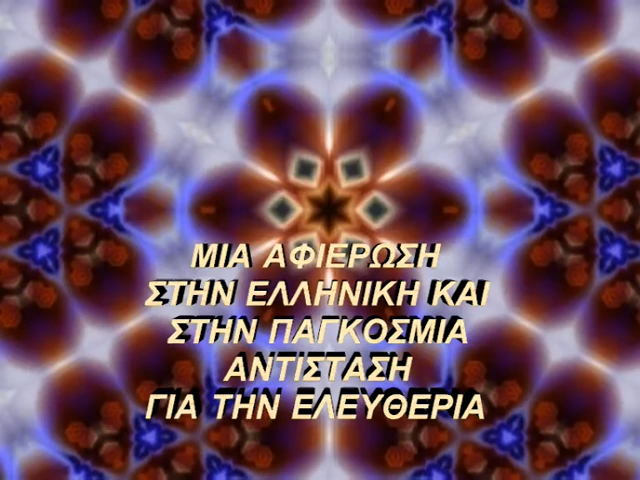 ΜΙΑ ΑΦΙΕΡΩΣΗ
ΣΤΗΝ ΕΛΛΗΝΙΚΗ ΚΑΙ
ΣΤΗΝ ΠΑΓΚΟΣΜΙΑ
ΑΝΤΙΣΤΑΣΗ
ΓΙΑ ΤΗΝ ΕΛΕΥΘΕΡΙΑ